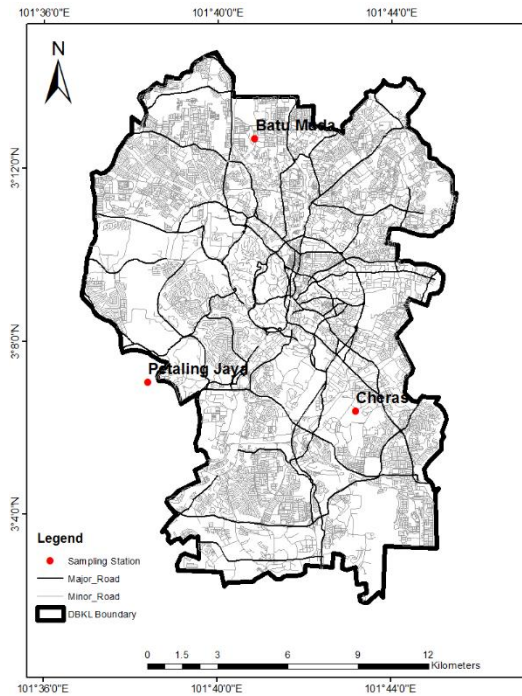 101°36'0"E 101°40'0"E 101°44'0"E
N
Batu Muda
3°12'0"N
3°8'0"N
Petaling Jaya
Cheras
3°4'0"N
Legend
Sampling Station
Major_Road
Minor_Road
DBKL Boundary
0 1.5 3 6 9 12
Kilometers
101°36'0"E 101°40'0"E 101°44'0"E